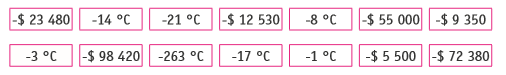 -$ 23 480 -14 °C -21 °C -$ 12 530 -8 °C -$ 55 000 -$ 9 350
-3 °C -$ 98 420 -263 °C -17 °C -1 °C -$ 5 500 -$ 72 380